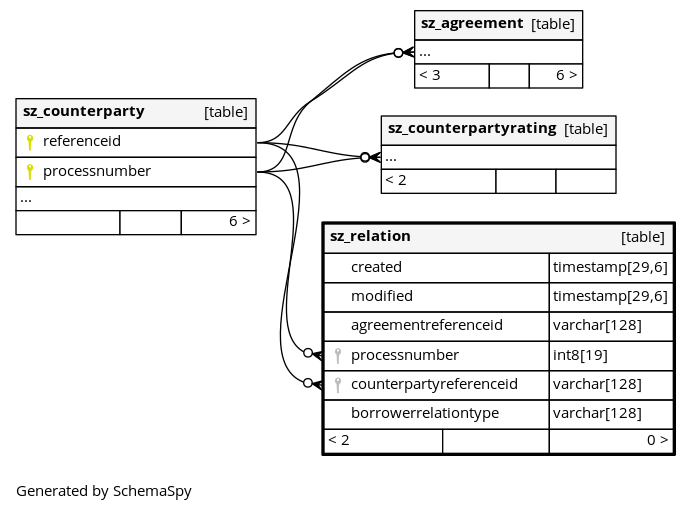 sz_agreement [table]
...
< 3 6 >
sz_counterparty [table]
referenceid
processnumber
...
6 >
sz_counterpartyrating [table]
...
< 2
sz_relation [table]
created timestamp[29,6]
modified timestamp[29,6]
agreementreferenceid varchar[128]
processnumber int8[19]
counterpartyreferenceid varchar[128]
borrowerrelationtype varchar[128]
< 2 0 >
Generated by SchemaSpy